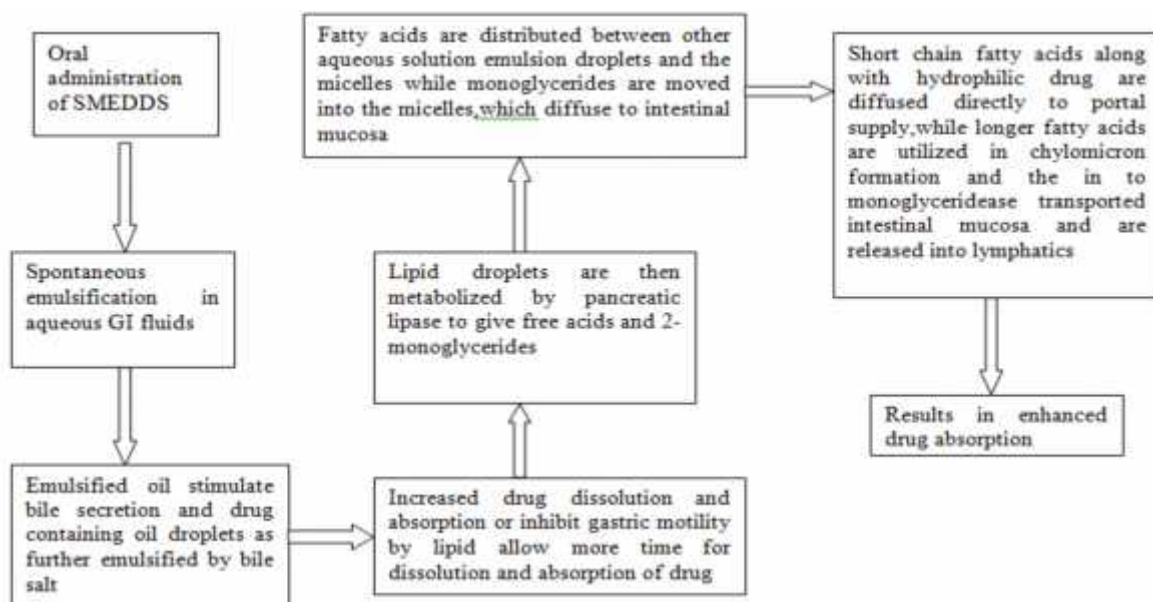 Oral
administration
of SMEDDS
Spontaneous
emulsification in
aqueous GI fluids
Emulsified oil stimulate
bile secretion and drug
containing oil droplets as
further emulsified by bile
salt
Increased drug dissolution and
absorption or inhibit gastric motility
by lipid allow more time for
dissolution and absorption of drug
Lipid droplets are then
metabolized by pancreatic
lipase to give free acids and 2-
monoglycerides
Fatty acids are distributed between other
aqueous solution emulsion droplets and the
micelles while monoglycerides are moved
into the micelles,which diffuse to intestinal
mucosa
Short chain fatty acids along
with hydrophilic drug are
diffused directly to portal
supply,while longer fatty acids
are utilized in chylomicron
formation and the in to
monoglyceridease transported
intestinal mucosa and are
released into lymphatics
Results in enhanced
drug absorption